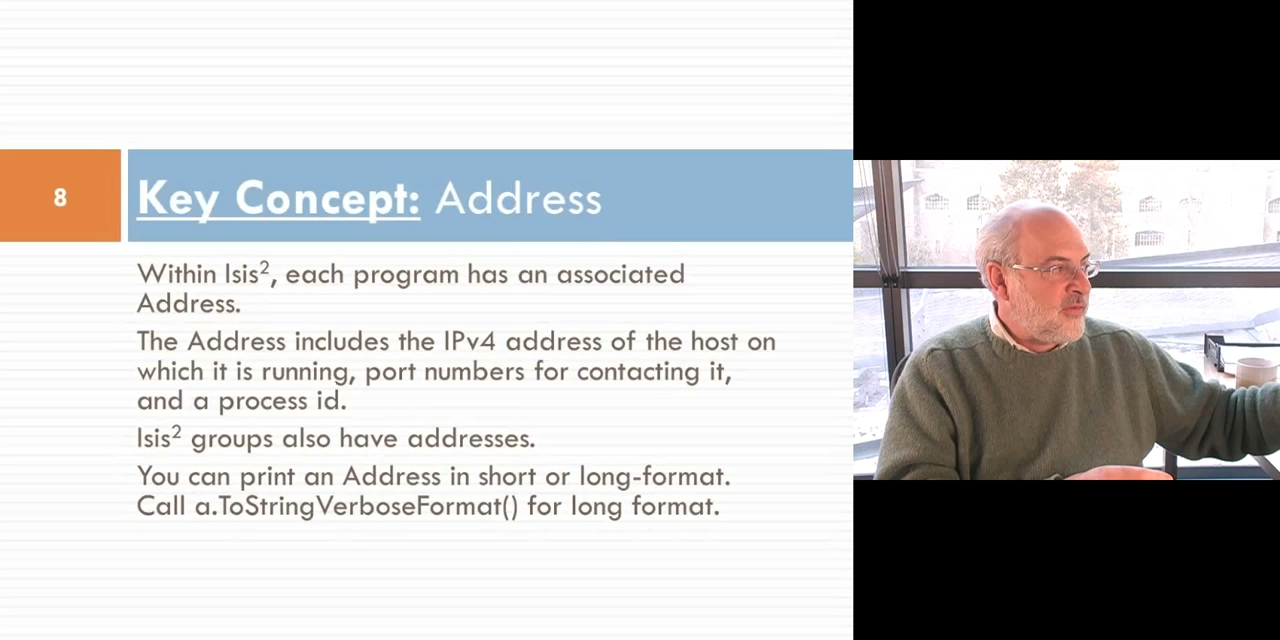 8
Key Concept: Address
Within Isis², each program has an associated
Address.
The Address includes the IPv4 address of the host on
which it is running, port numbers for contacting it,
and a process id.
Isis² groups also have addresses.
You can print an Address in short or long-format.
Call a.ToStringVerboseFormat() for long format.